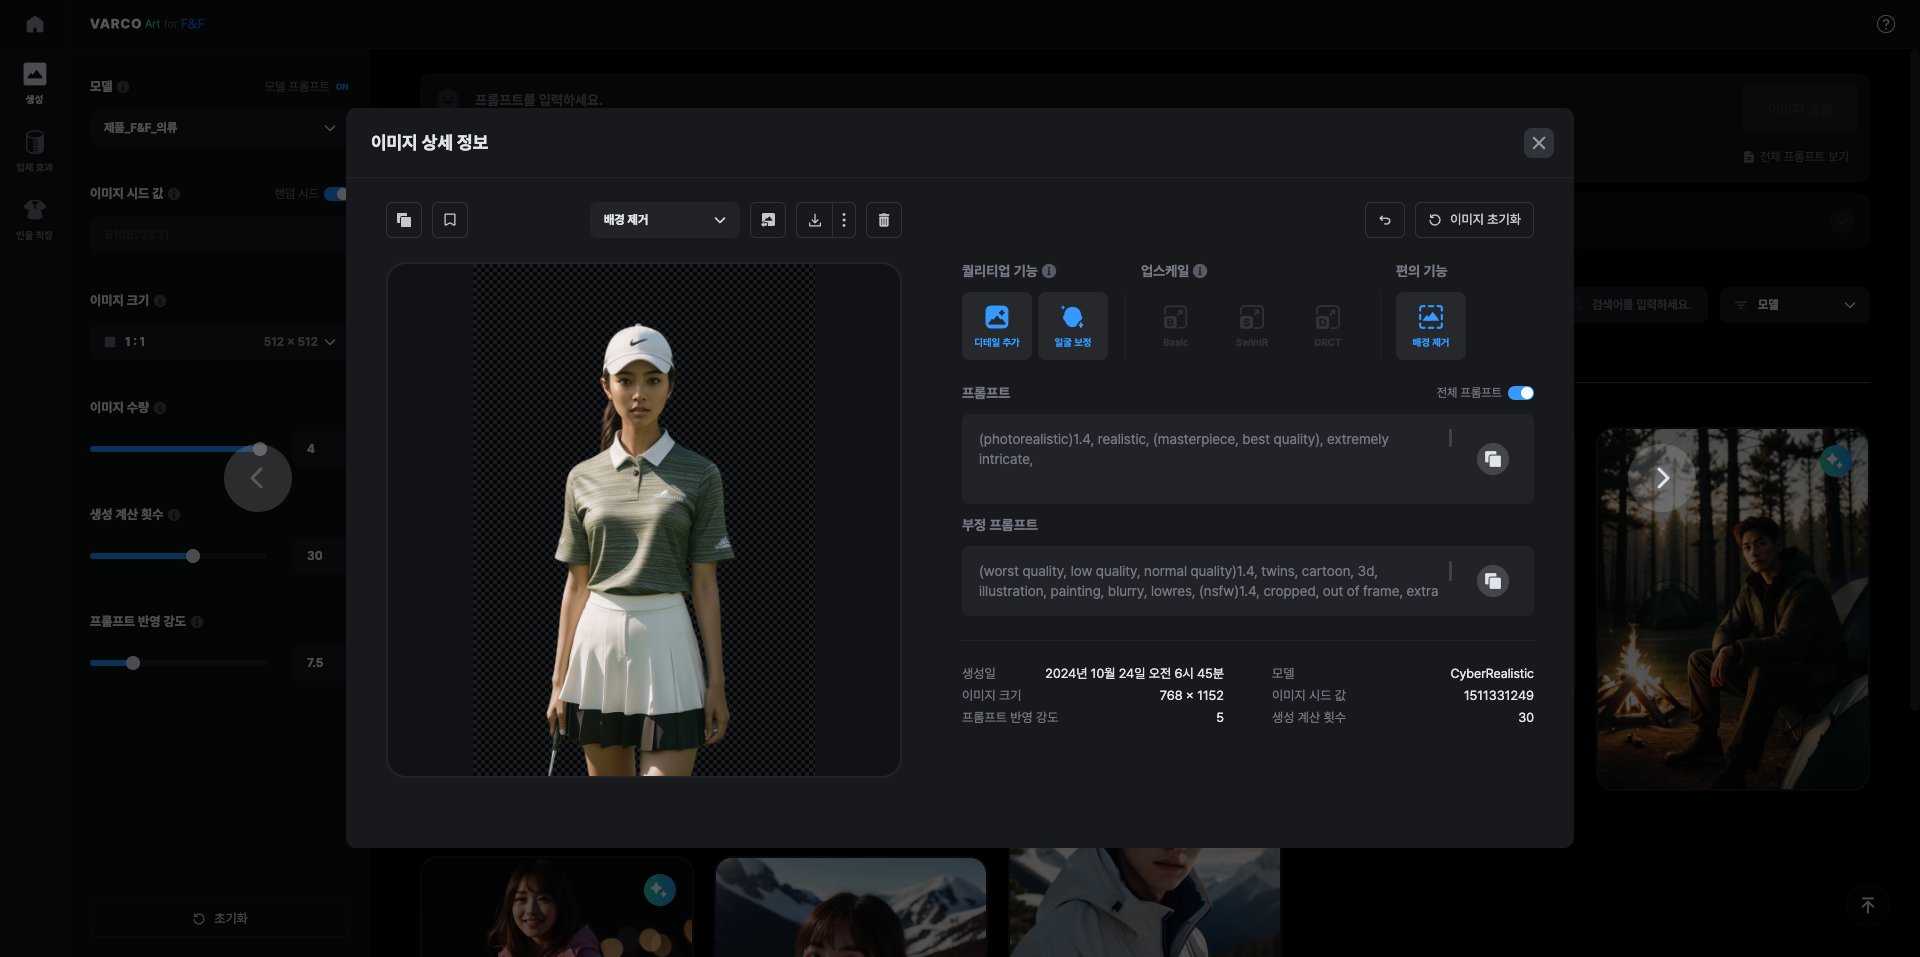 VARCO Art for F&F
생성
입체 효과
인물 착장
모델
모델 프롬프트 ON
제품_F&F_의류
이미지 시드 값
랜덤 시드
610872831
이미지 크기
1 : 1
512 × 512
이미지 수량
4
생성 계산 횟수
30
프롬프트 반영 강도
7.5
초기화
프롬프트를 입력하세요.
이미지 생성
전체 프롬프트 보기
검색어를 입력하세요.
모델
이미지 상세 정보
배경 제거
이미지 초기화
퀄리티업 기능
업스케일
편의 기능
디테일 추가
얼굴 보정
Basic
SwinIR
DRCT
배경 제거
프롬프트
전체 프롬프트
(photorealistic)1.4, realistic, (masterpiece, best quality), extremely
intricate,
부정 프롬프트
(worst quality, low quality, normal quality)1.4, twins, cartoon, 3d,
illustration, painting, blurry, lowres, (nsfw)1.4, cropped, out of frame, extra
생성일
2024년 10월 24일 오전 6시 45분
모델
CyberRealistic
이미지 크기
768 × 1152
이미지 시드 값
1511331249
프롬프트 반영 강도
5
생성 계산 횟수
30